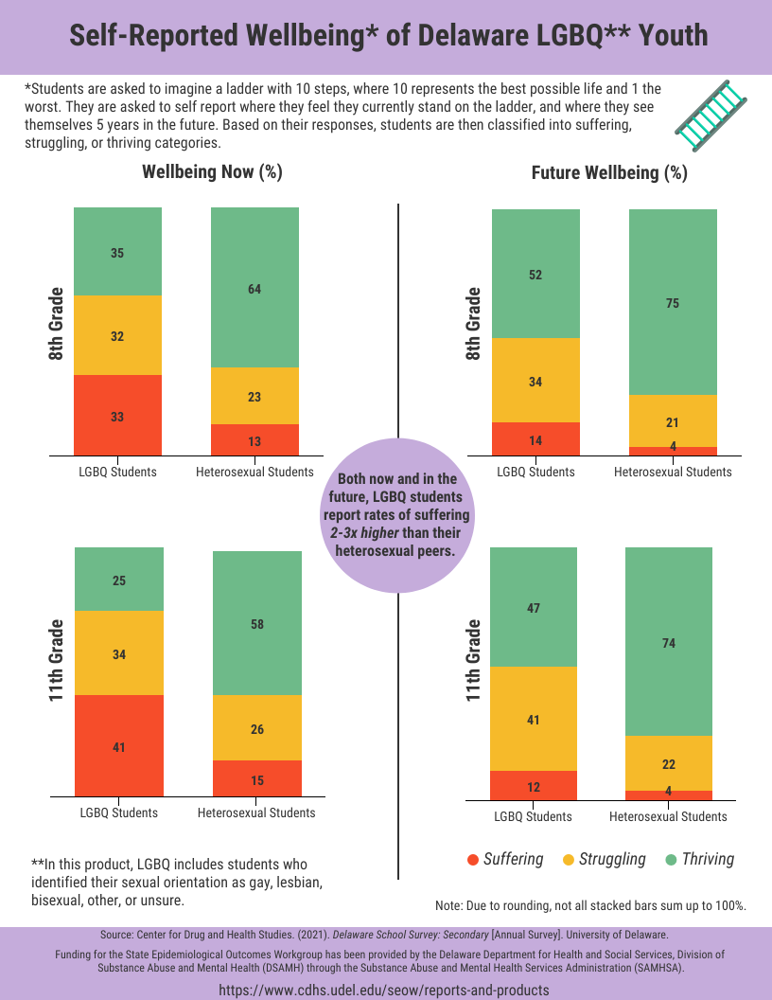 Self-Reported Wellbeing* of Delaware LGBQ** Youth
*Students are asked to imagine a ladder with 10 steps, where 10 represents the best possible life and 1 the
worst. They are asked to self report where they feel they currently stand on the ladder, and where they see
themselves 5 years in the future. Based on their responses, students are then classified into suffering,
struggling, or thriving categories.
Wellbeing Now (%)
8th Grade
35
64
32
23
33
13
LGBQ Students
Heterosexual Students
Future Wellbeing (%)
8th Grade
52
75
34
21
14
4
LGBQ Students
Heterosexual Students
Both now and in the
future, LGBQ students
report rates of suffering
2-3x higher than their
heterosexual peers.
11th Grade
25
58
34
26
41
15
LGBQ Students
Heterosexual Students
11th Grade
47
74
41
22
12
4
LGBQ Students
Heterosexual Students
Suffering
Struggling
Thriving
**In this product, LGBQ includes students who
identified their sexual orientation as gay, lesbian,
bisexual, other, or unsure.
Note: Due to rounding, not all stacked bars sum up to 100%.
Source: Center for Drug and Health Studies. (2021). Delaware School Survey: Secondary [Annual Survey]. University of Delaware.
Funding for the State Epidemiological Outcomes Workgroup has been provided by the Delaware Department for Health and Social Services, Division of
Substance Abuse and Mental Health (DSAMH) through the Substance Abuse and Mental Health Services Administration (SAMHSA).
https://www.cdhs.udel.edu/seow/reports-and-products